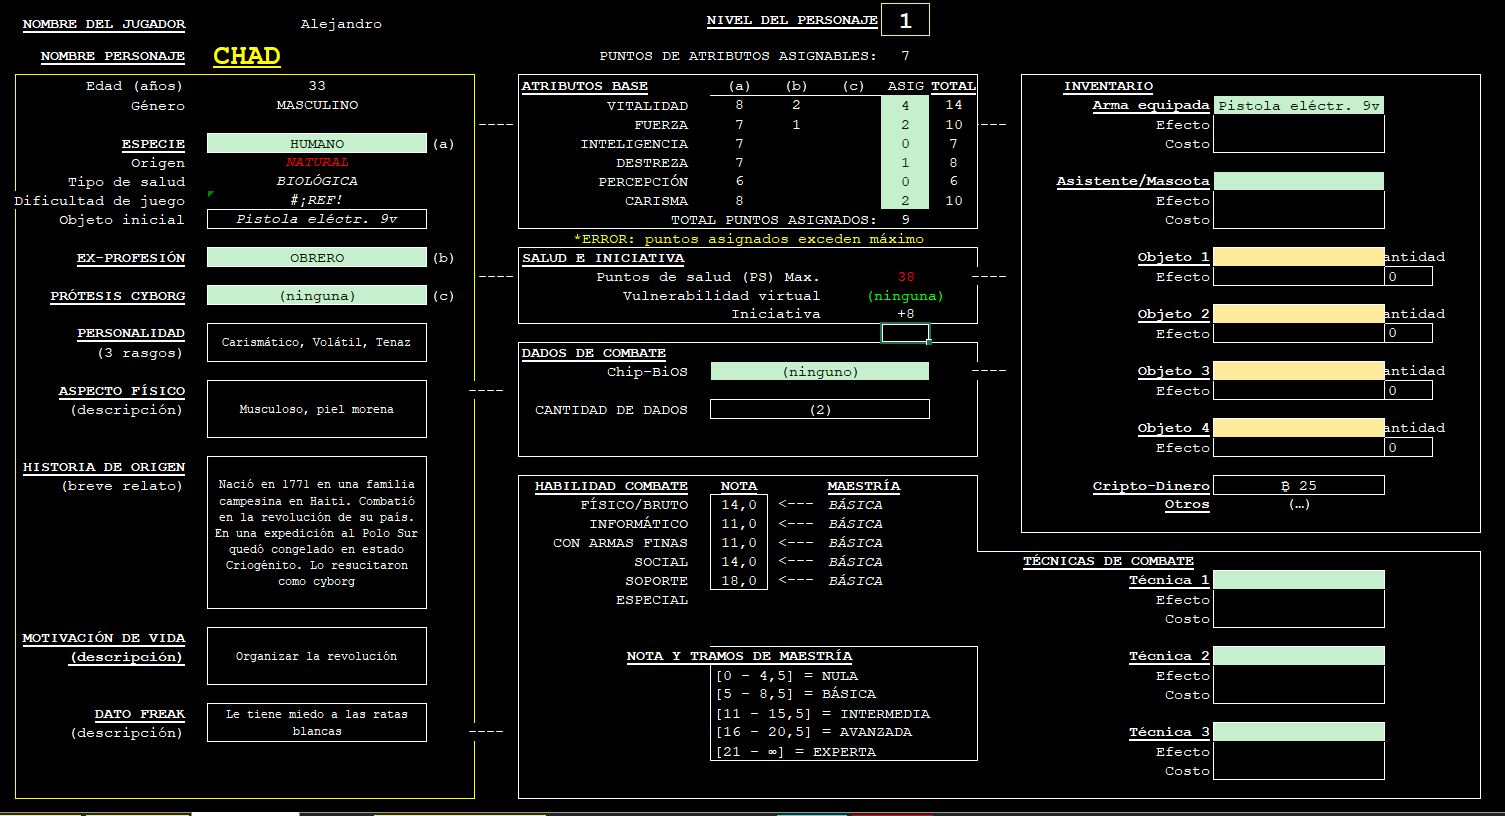 NOMBRE DEL JUGADOR Alejandro
NIVEL DEL PERSONAJE 1
NOMBRE PERSONAJE CHAD
PUNTOS DE ATRIBUTOS ASIGNABLES: 7
Edad (años) 33
Género MASCULINO
ESPECIE HUMANO (a)
Origen NATURAL
Tipo de salud BIOLÓGICA
Dificultad de juego #¡REF!
Objeto inicial Pistola eléctr. 9v
EX-PROFESIÓN OBRERO (b)
PRÓTESIS CYBORG (ninguna) (c)
PERSONALIDAD
(3 rasgos)
Carismático, Volátil, Tenaz
ASPECTO FÍSICO
(descripción)
Musculoso, piel morena
HISTORIA DE ORIGEN
(breve relato)
Nació en 1771 en una familia
campesina en Haiti. Combatió
en la revolución de su país.
En una expedición al Polo Sur
quedó congelado en estado
Criogénito. Lo resucitaron
como cyborg
MOTIVACIÓN DE VIDA
(descripción)
Organizar la revolución
DATO FREAK
(descripción)
Le tiene miedo a las ratas
blancas
ATRIBUTOS BASE (a) (b) (c) ASIG TOTAL
VITALIDAD 8 2 4 14
FUERZA 7 1 2 10
INTELIGENCIA 7 0 7
DESTREZA 7 1 8
PERCEPCIÓN 6 0 6
CARISMA 8 2 10
TOTAL PUNTOS ASIGNADOS: 9
*ERROR: puntos asignados exceden máximo
SALUD E INICIATIVA
Puntos de salud (PS) Max. 38
Vulnerabilidad virtual (ninguna)
Iniciativa +8
DADOS DE COMBATE
Chip-BiOS (ninguno)
CANTIDAD DE DADOS (2)
HABILIDAD COMBATE NOTA MAESTRÍA
FÍSICO/BRUTO 14,0 <--- BÁSICA
INFORMÁTICO 11,0 <--- BÁSICA
CON ARMAS FINAS 11,0 <--- BÁSICA
SOCIAL 14,0 <--- BÁSICA
SOPORTE 18,0 <--- BÁSICA
ESPECIAL
NOTA Y TRAMOS DE MAESTRÍA
[0 - 4,5] = NULA
[5 - 8,5] = BÁSICA
[11 - 15,5] = INTERMEDIA
[16 - 20,5] = AVANZADA
[21 - ∞] = EXPERTA
INVENTARIO
Arma equipada Pistola eléctr. 9v
Efecto
Costo
Asistente/Mascota
Efecto
Costo
Objeto 1 antidad
Efecto 0
Objeto 2 antidad
Efecto 0
Objeto 3 antidad
Efecto 0
Objeto 4 antidad
Efecto 0
Cripto-Dinero ₿ 25
Otros (…)
TÉCNICAS DE COMBATE
Técnica 1
Efecto
Costo
Técnica 2
Efecto
Costo
Técnica 3
Efecto
Costo